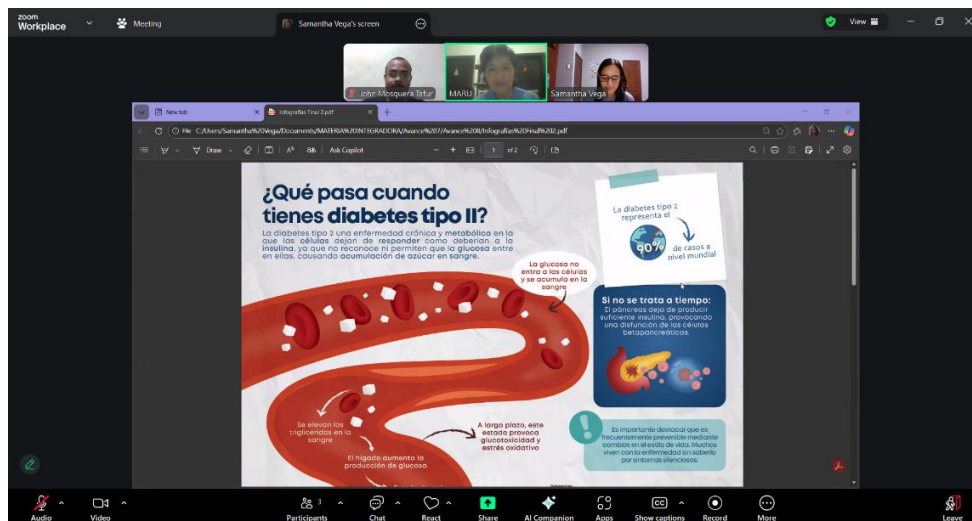 zoom
Workplace
Meeting
Samantha Vega's screen
View
John Mosquera Tafur
MARU
Samantha Vega
New tab
Infografias Final 2.pdf
File
C:/Users/Samantha%20Vega/Documents/MATERIA%20INTEGRADORA/Avance%207/Avance%208/Infografias%20Final%202.pdf
Draw
Ask Copilot
1
of 2
¿Qué pasa cuando
tienes diabetes tipo II?
La diabetes tipo 2 una enfermedad crónica y metabólica en la
que las células dejan de responder como deberían a la
insulina, ya que no reconoce ni permiten que la glucosa entre
en ellas, causando acumulación de azúcar en sangre.
La diabetes tipo 2
representa el
90%
de casos a
nivel mundial
La glucosa no
entra a las células
y se acumula en la
sangre
Si no se trata a tiempo:
El páncreas deja de producir
suficiente insulina, provocando
una disfunción de las células
betapancreáticas.
Se elevan los
triglicéridos en la
sangre
A largo plazo, este
estado provoca
glucotoxicidad y
estrés oxidativo
El hígado aumenta la
producción de glucosa
Es importante destacar que es
frecuentemente prevenible mediante
cambios en el estilo de vida. Muchos
viven con la enfermedad sin saberlo
por síntomas silenciosos.
Audio
Video
3
Participants
Chat
React
Share
AI Companion
Apps
CC
Show captions
Record
More
Leave